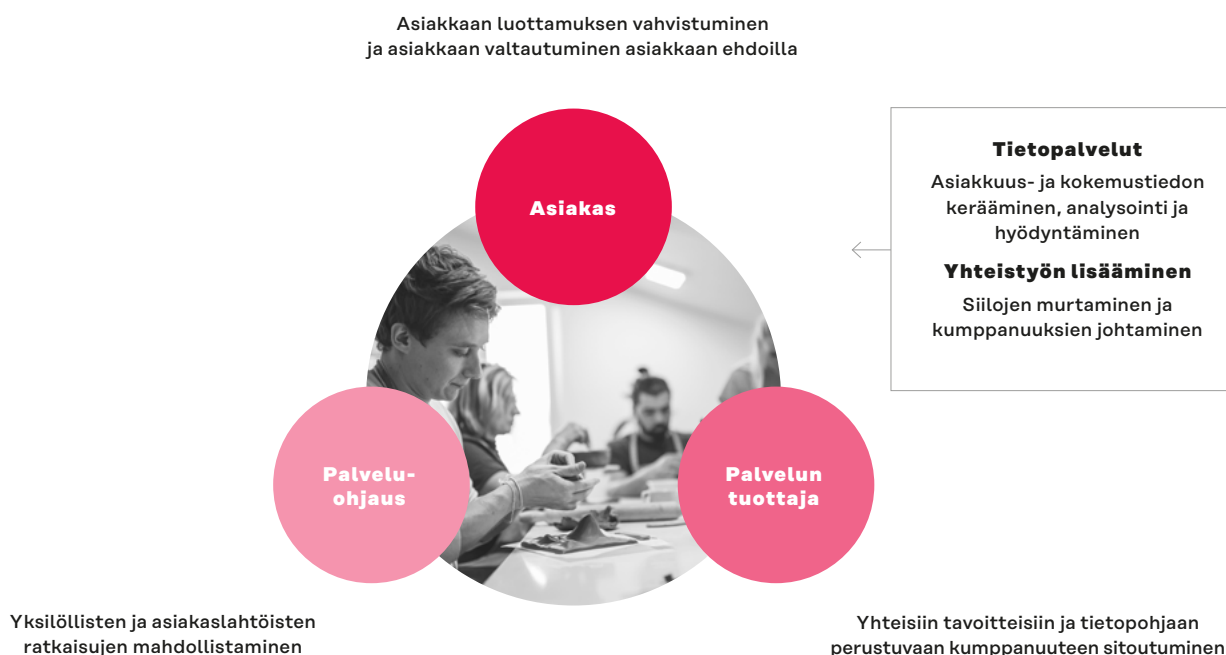 Asiakkaan luottamuksen vahvistuminen
ja asiakkaan valtautuminen asiakkaan ehdoilla
Asiakas
Tietopalvelut
Asiakkuus- ja kokemustiedon
kerääminen, analysointi ja
hyödyntäminen
Yhteistyön lisääminen
Siilojen murtaminen ja
kumppanuuksien johtaminen
Palvelu-
ohjaus
Palvelun
tuottaja
Yksilöllisten ja asiakaslahtöisten
ratkaisujen mahdollistaminen
Yhteisiin tavoitteisiin ja tietopohjaan
perustuvaan kumppanuuteen sitoutuminen